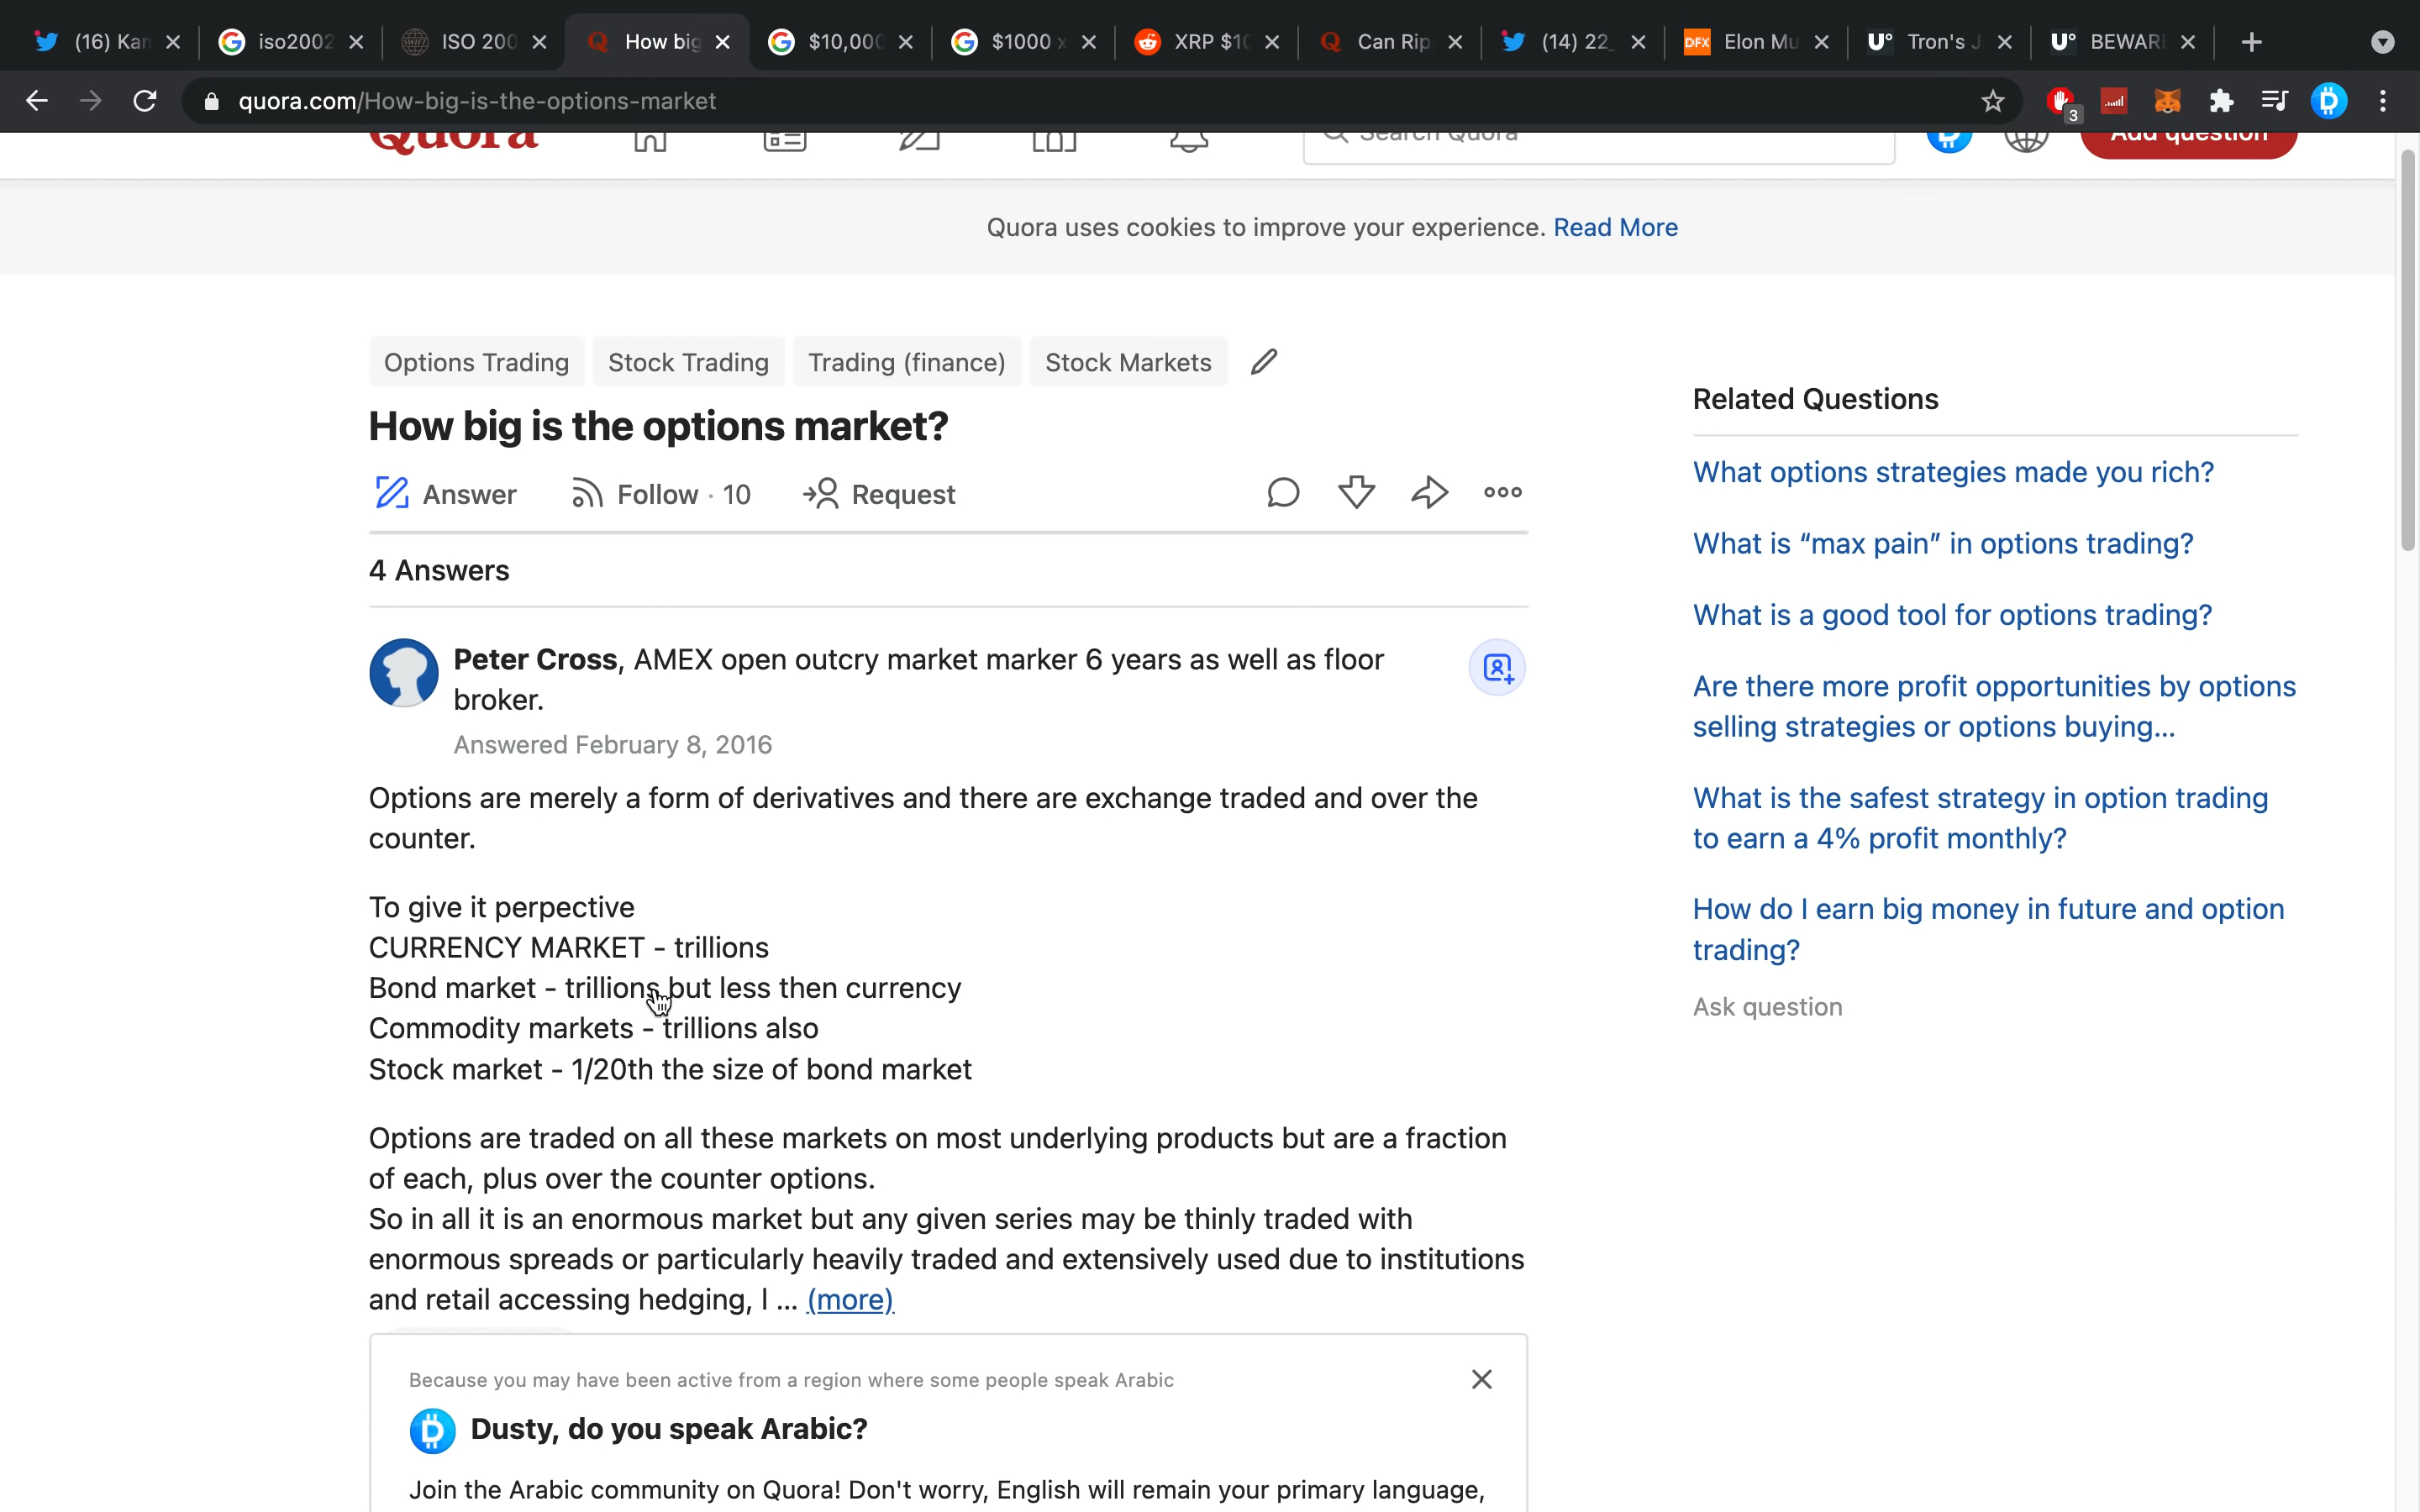 (16) Kan
iso2002
ISO 200
How big
$10,000
$1000 x
XRP $10
Can Rip
(14) 22_
DFX
Elon Mu
U° Tron's J
U° BEWARE
quora.com/How-big-is-the-options-market
3
Quora
Search Quora
Add question
Quora uses cookies to improve your experience. Read More
Options Trading
Stock Trading
Trading (finance)
Stock Markets
How big is the options market?
Answer
Follow · 10
Request
4 Answers
Peter Cross, AMEX open outcry market marker 6 years as well as floor
broker.
Answered February 8, 2016
Options are merely a form of derivatives and there are exchange traded and over the
counter.
To give it perpective
CURRENCY MARKET - trillions
Bond market - trillions but less then currency
Commodity markets - trillions also
Stock market - 1/20th the size of bond market
Options are traded on all these markets on most underlying products but are a fraction
of each, plus over the counter options.
So in all it is an enormous market but any given series may be thinly traded with
enormous spreads or particularly heavily traded and extensively used due to institutions
and retail accessing hedging, I ... (more)
Because you may have been active from a region where some people speak Arabic
Dusty, do you speak Arabic?
Join the Arabic community on Quora! Don't worry, English will remain your primary language,
Related Questions
What options strategies made you rich?
What is “max pain” in options trading?
What is a good tool for options trading?
Are there more profit opportunities by options
selling strategies or options buying...
What is the safest strategy in option trading
to earn a 4% profit monthly?
How do I earn big money in future and option
trading?
Ask question